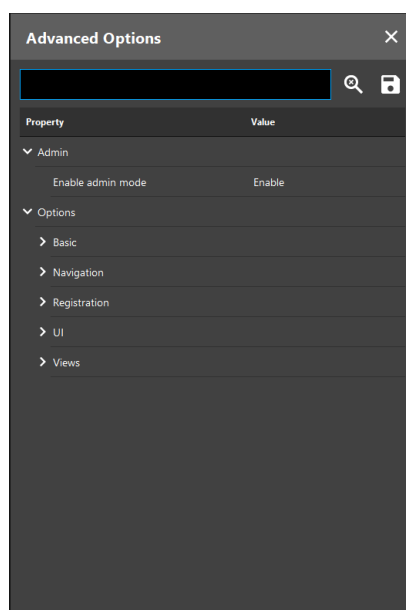 Advanced Options
Property Value
Admin
Enable admin mode Enable
Options
Basic
Navigation
Registration
UI
Views